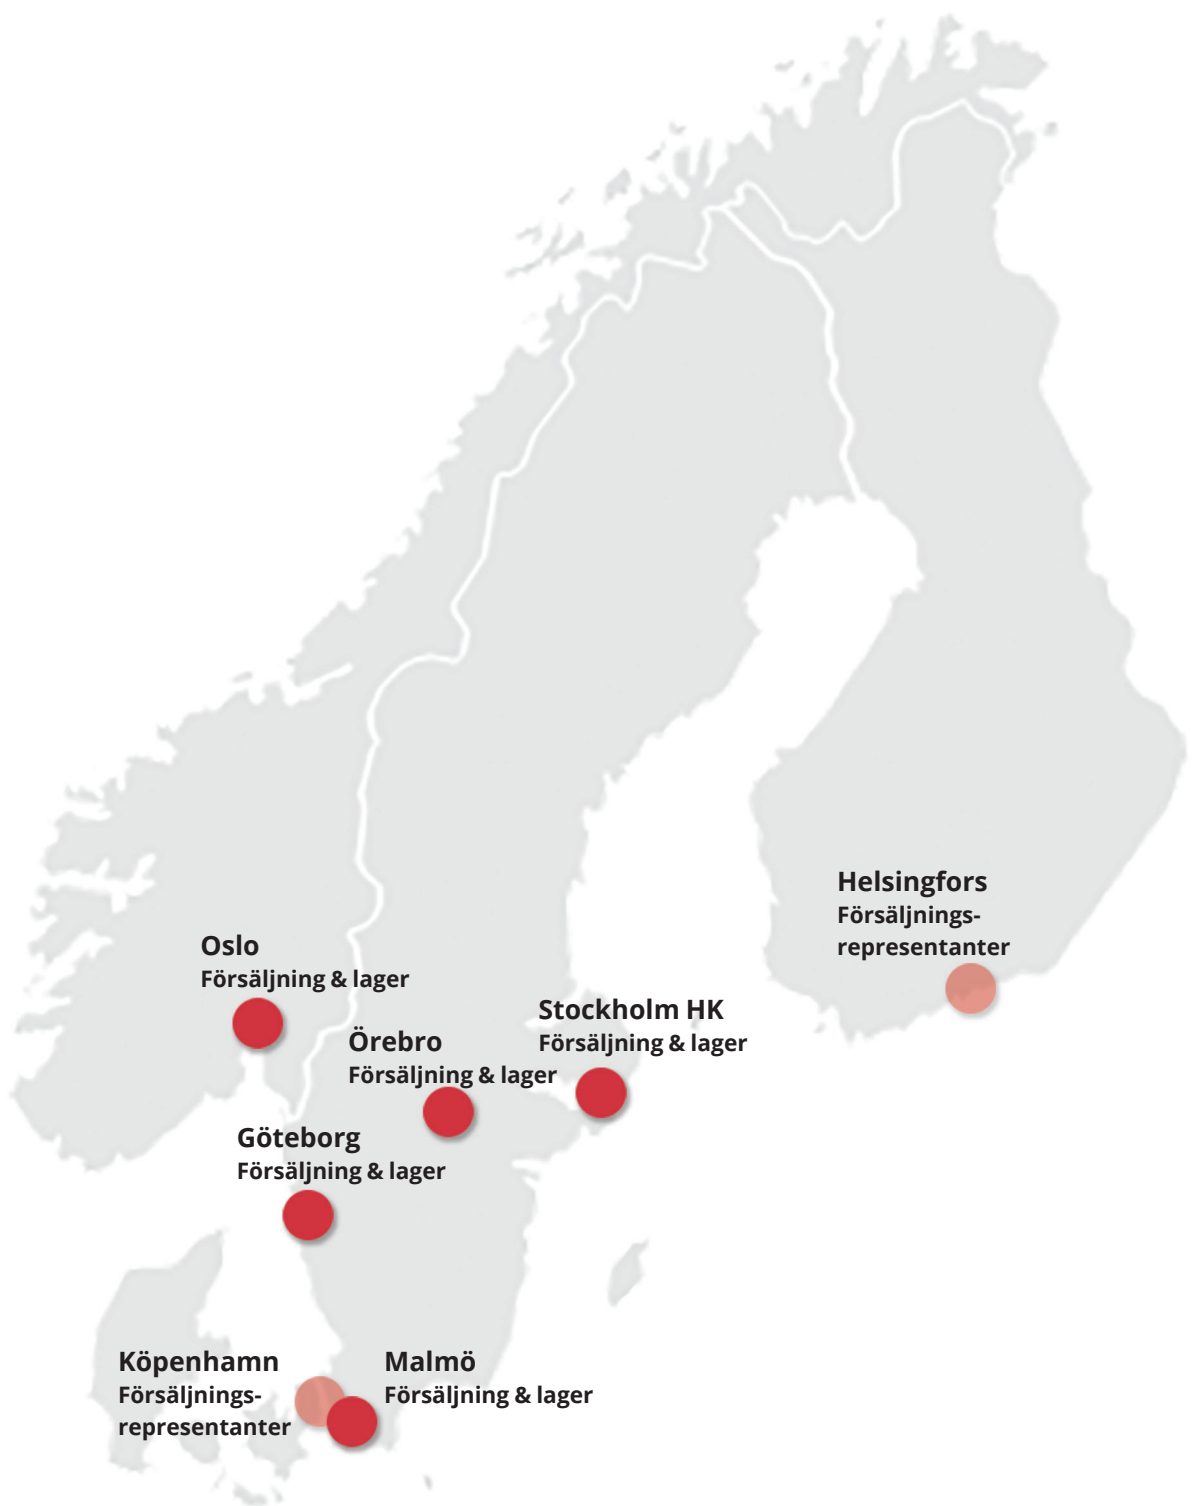 Helsingfors
Försäljnings-
representanter
Oslo
Försäljning & lager
Stockholm HK
Försäljning & lager
Örebro
Försäljning & lager
Göteborg
Försäljning & lager
Köpenhamn
Försäljnings-
representanter
Malmö
Försäljning & lager